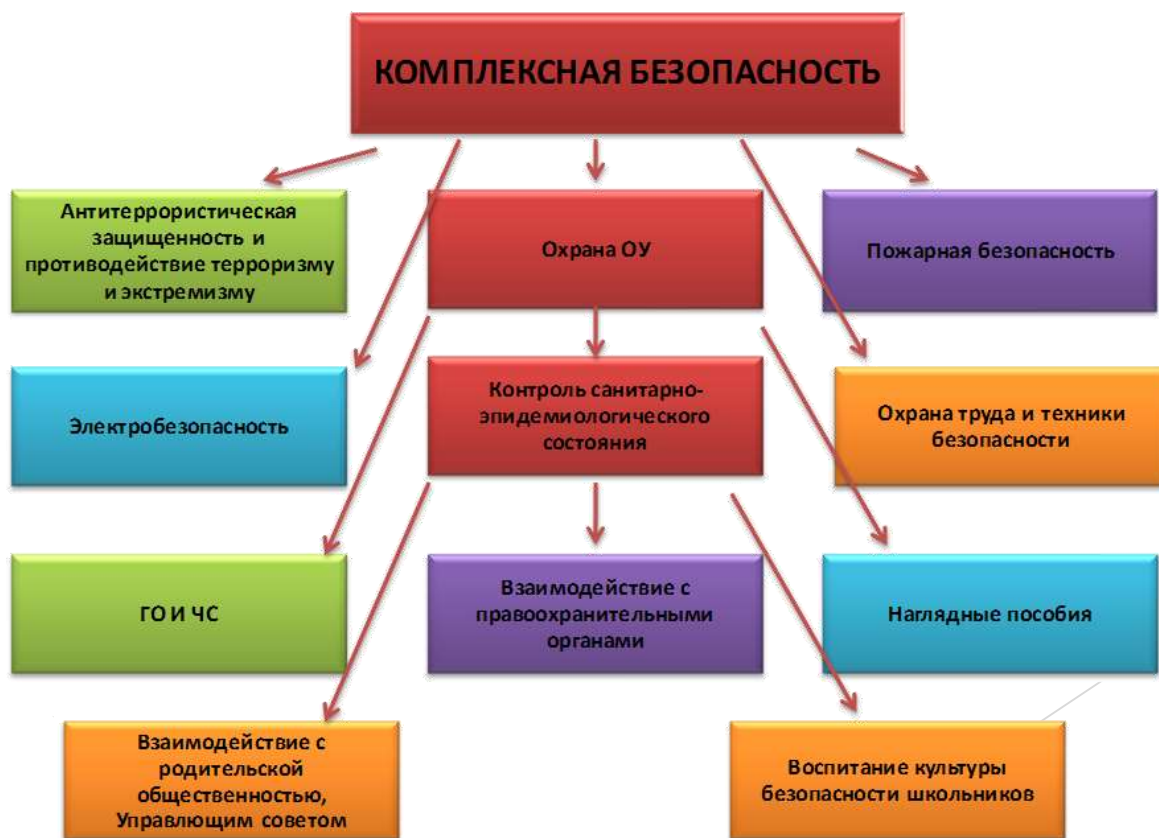 КОМПЛЕКСНАЯ БЕЗОПАСНОСТЬ
Антитеррористическая
защищенность и
противодействие терроризму
и экстремизму
Охрана ОУ
Пожарная безопасность
Электробезопасность
Контроль санитарно-
эпидемиологического
состояния
Охрана труда и техники
безопасности
ГО И ЧС
Взаимодействие с
правоохранительными
органами
Наглядные пособия
Взаимодействие с
родительской
общественностью,
Управлющим советом
Воспитание культуры
безопасности школьников